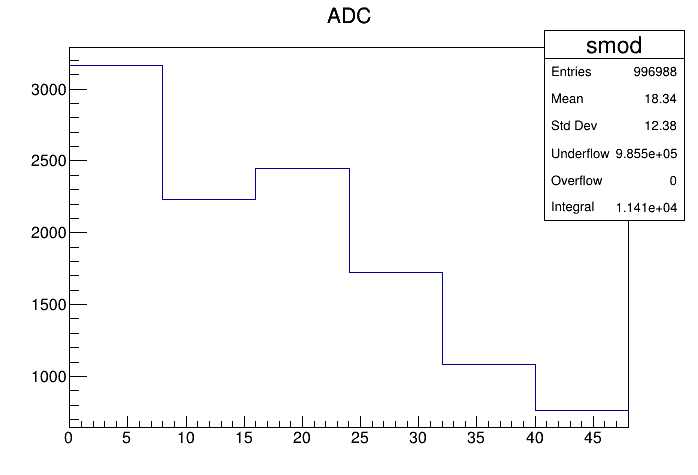 ADC
smod
Entries 996988
Mean 18.34
Std Dev 12.38
Underflow 9.855e+05
Overflow 0
Integral 1.141e+04
3000
2500
2000
1500
1000
0 5 10 15 20 25 30 35 40 45